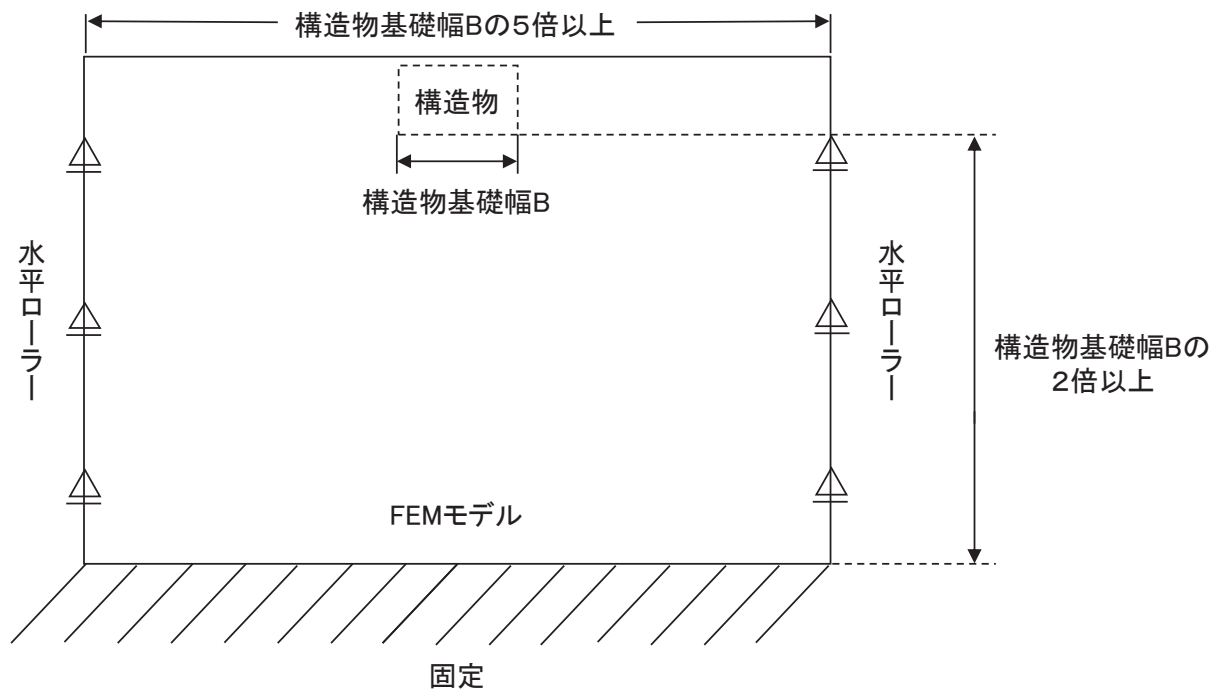 構造物基礎幅Bの5倍以上
構造物
構造物基礎幅B
水平ローラー
水平ローラー
構造物基礎幅Bの
2倍以上
FEMモデル
固定